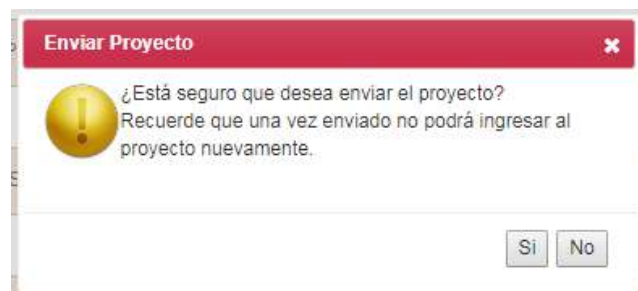 Enviar Proyecto
¿Está seguro que desea enviar el proyecto?
Recuerde que una vez enviado no podrá ingresar al
proyecto nuevamente.
Si No